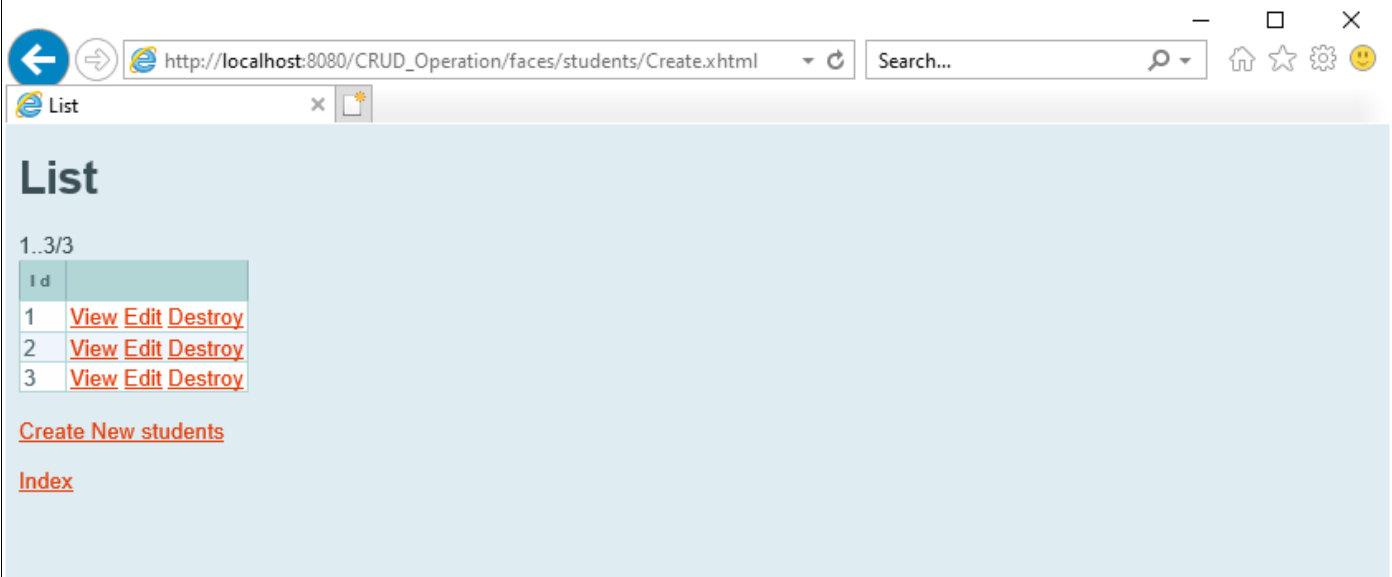 http://localhost:8080/CRUD_Operation/faces/students/Create.xhtml
Search...
List
List
1..3/3
Id
1 View Edit Destroy
2 View Edit Destroy
3 View Edit Destroy
Create New students
Index